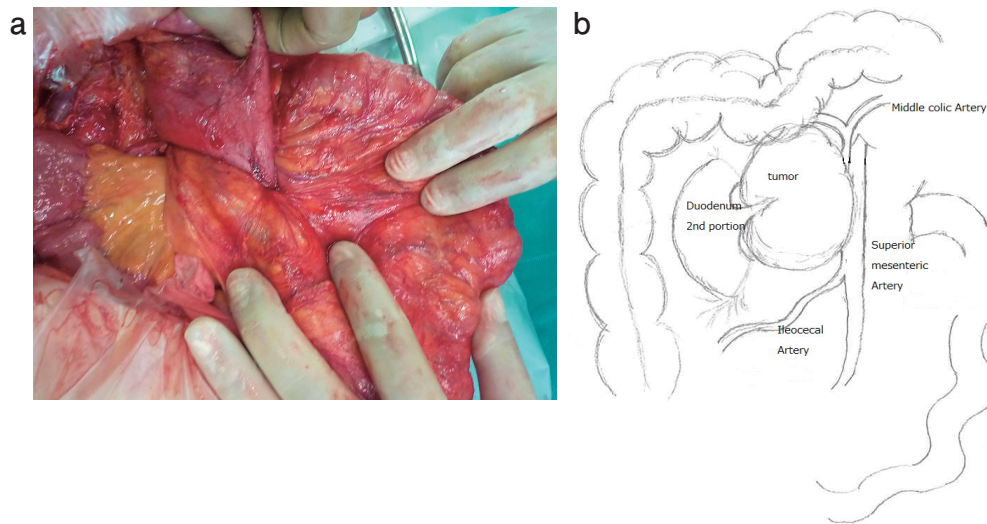 a
b
Middle colic Artery
tumor
Duodenum
2nd portion
Superior
mesenteric
Artery
Ileocecal
Artery